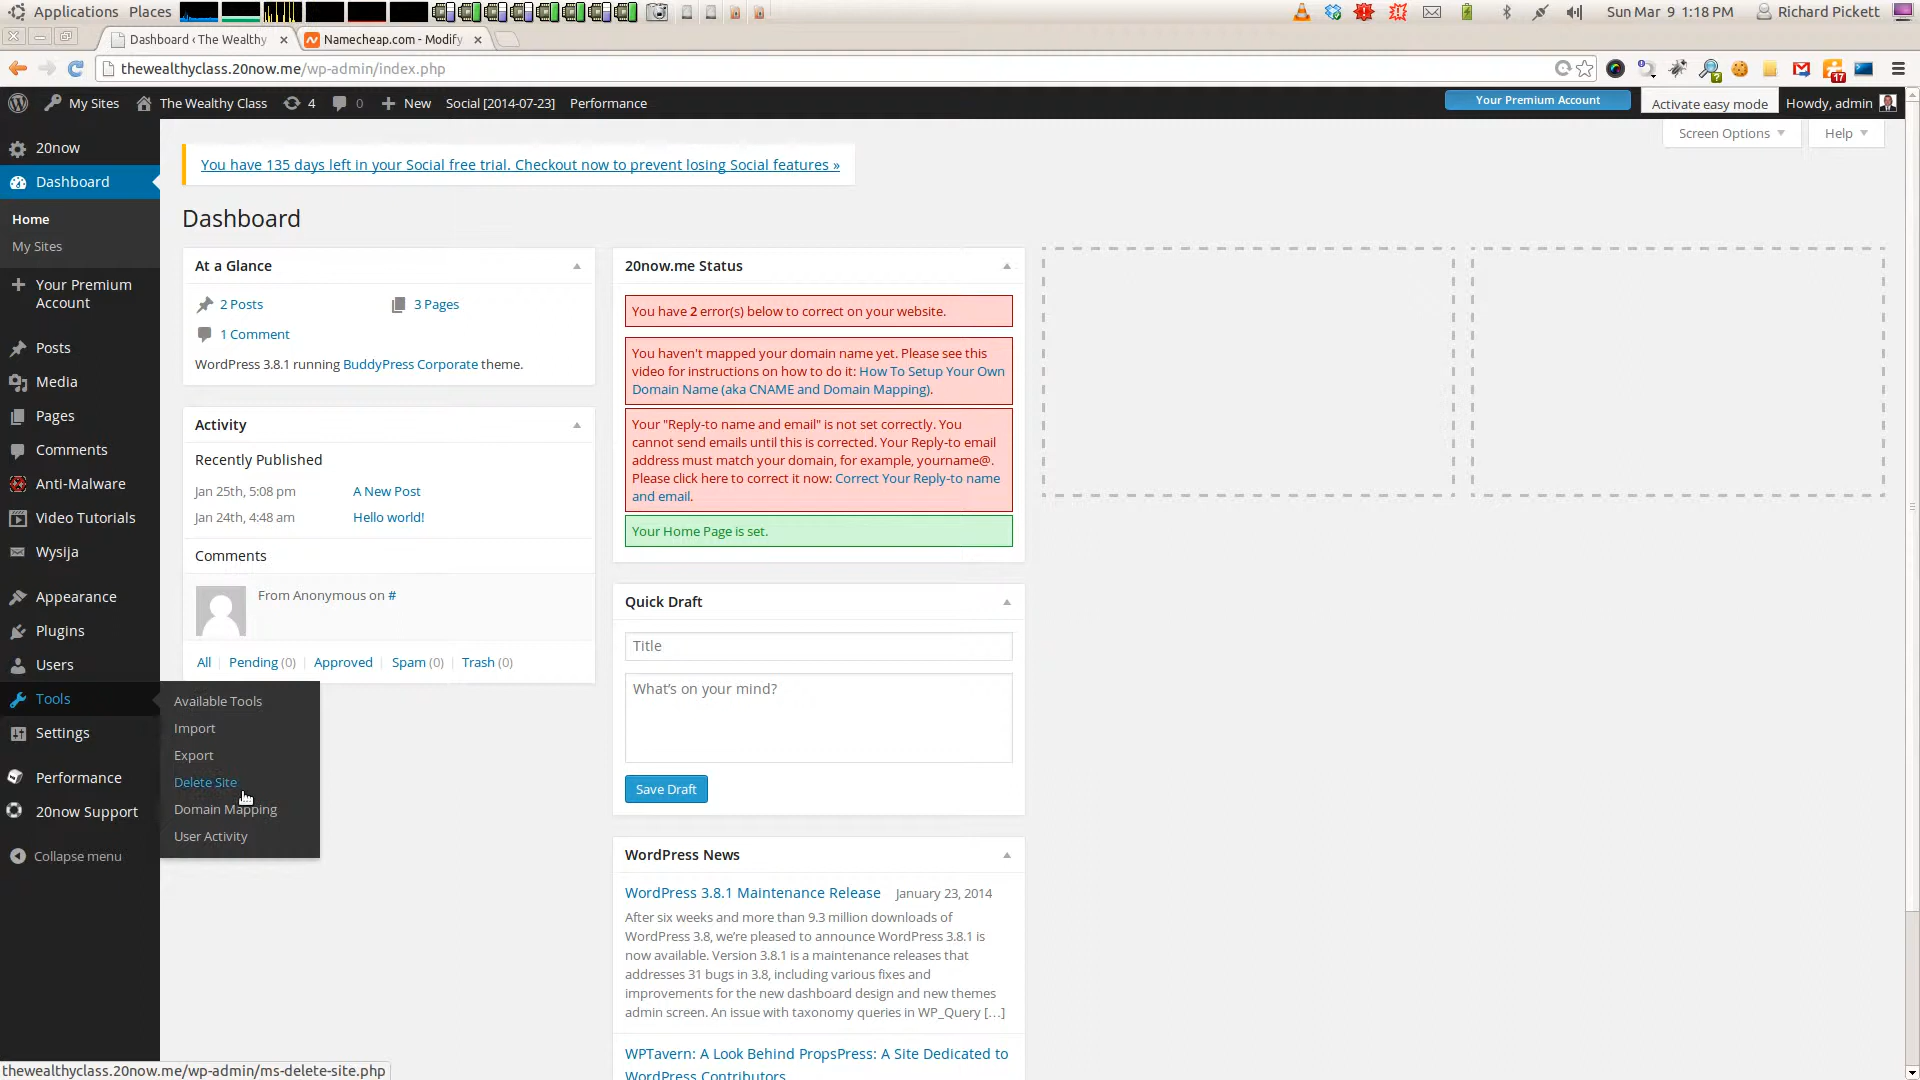 Applications Places
Sun Mar 9 1:18 PM Richard Pickett
Dashboard ‹ The Wealthy
Namecheap.com - Modify
thewealthyclass.20now.me/wp-admin/index.php
17
My Sites The Wealthy Class 4 0 New Social [2014-07-23] Performance
Your Premium Account
Activate easy mode
Howdy, admin
Screen Options
Help
20now
Dashboard
Home
My Sites
Your Premium
Account
Posts
Media
Pages
Comments
Anti-Malware
Video Tutorials
Wysija
Appearance
Plugins
Users
Tools
Settings
Performance
20now Support
Collapse menu
Available Tools
Import
Export
Delete Site
Domain Mapping
User Activity
You have 135 days left in your Social free trial. Checkout now to prevent losing Social features »
Dashboard
At a Glance
2 Posts
3 Pages
1 Comment
WordPress 3.8.1 running BuddyPress Corporate theme.
Activity
Recently Published
Jan 25th, 5:08 pm A New Post
Jan 24th, 4:48 am Hello world!
Comments
From Anonymous on #
All | Pending (0) | Approved | Spam (0) | Trash (0)
20now.me Status
You have 2 error(s) below to correct on your website.
You haven't mapped your domain name yet. Please see this
video for instructions on how to do it: How To Setup Your Own
Domain Name (aka CNAME and Domain Mapping).
Your "Reply-to name and email" is not set correctly. You
cannot send emails until this is corrected. Your Reply-to email
address must match your domain, for example, yourname@.
Please click here to correct it now: Correct Your Reply-to name
and email.
Your Home Page is set.
Quick Draft
Title
What's on your mind?
Save Draft
WordPress News
WordPress 3.8.1 Maintenance Release January 23, 2014
After six weeks and more than 9.3 million downloads of
WordPress 3.8, we're pleased to announce WordPress 3.8.1 is
now available. Version 3.8.1 is a maintenance releases that
addresses 31 bugs in 3.8, including various fixes and
improvements for the new dashboard design and new themes
admin screen. An issue with taxonomy queries in WP_Query […]
WPTavern: A Look Behind PropsPress: A Site Dedicated to
WordPress Contributors
thewealthyclass.20now.me/wp-admin/ms-delete-site.php